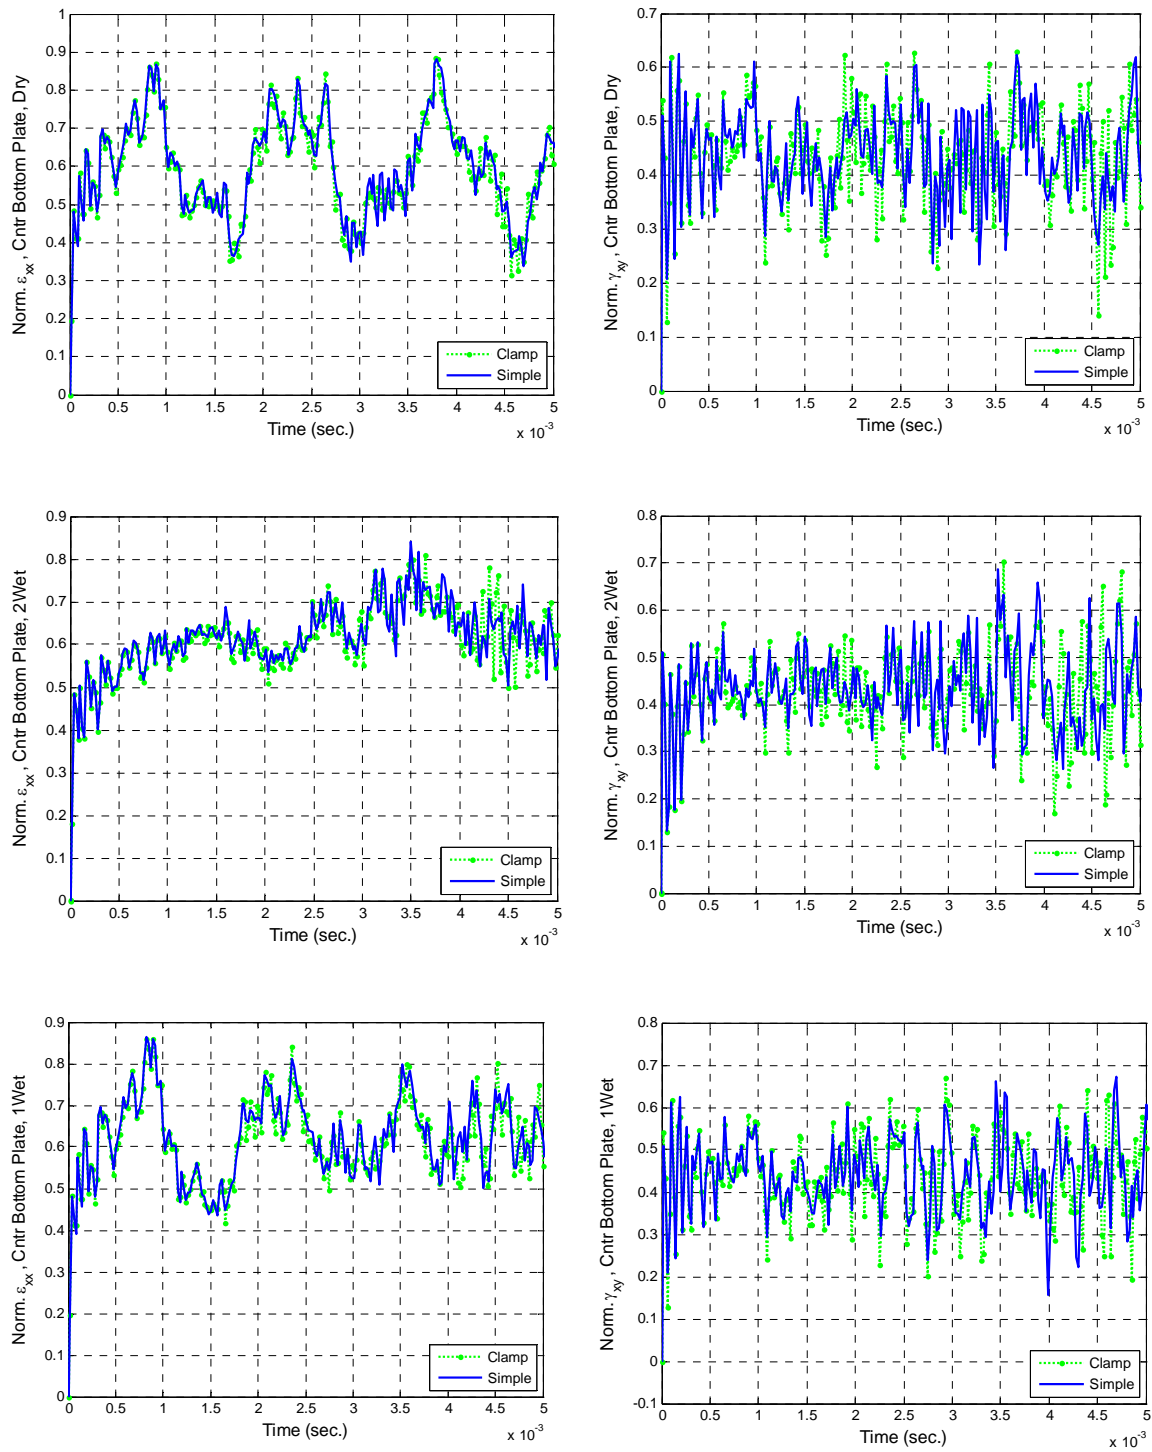 1
0.9
0.8
0.7
0.6
0.5
0.4
0.3
0.2
0.1
0
Norm. εxx , Cntr Bottom Plate, Dry
Clamp
Simple
0 0.5 1 1.5 2 2.5 3 3.5 4 4.5 5
Time (sec.)
x 10-3
0.7
0.6
0.5
0.4
0.3
0.2
0.1
0
Norm. γxy , Cntr Bottom Plate, Dry
Clamp
Simple
0 0.5 1 1.5 2 2.5 3 3.5 4 4.5 5
Time (sec.)
x 10-3
0.9
0.8
0.7
0.6
0.5
0.4
0.3
0.2
0.1
0
Norm. εxx , Cntr Bottom Plate, 2Wet
Clamp
Simple
0 0.5 1 1.5 2 2.5 3 3.5 4 4.5 5
Time (sec.)
x 10-3
0.8
0.7
0.6
0.5
0.4
0.3
0.2
0.1
0
Norm. γxy , Cntr Bottom Plate, 2Wet
Clamp
Simple
0 0.5 1 1.5 2 2.5 3 3.5 4 4.5 5
Time (sec.)
x 10-3
0.9
0.8
0.7
0.6
0.5
0.4
0.3
0.2
0.1
0
Norm. εxx , Cntr Bottom Plate, 1Wet
Clamp
Simple
0 0.5 1 1.5 2 2.5 3 3.5 4 4.5 5
Time (sec.)
x 10-3
0.8
0.7
0.6
0.5
0.4
0.3
0.2
0.1
0
-0.1
Norm. γxy , Cntr Bottom Plate, 1Wet
Clamp
Simple
0 0.5 1 1.5 2 2.5 3 3.5 4 4.5 5
Time (sec.)
x 10-3